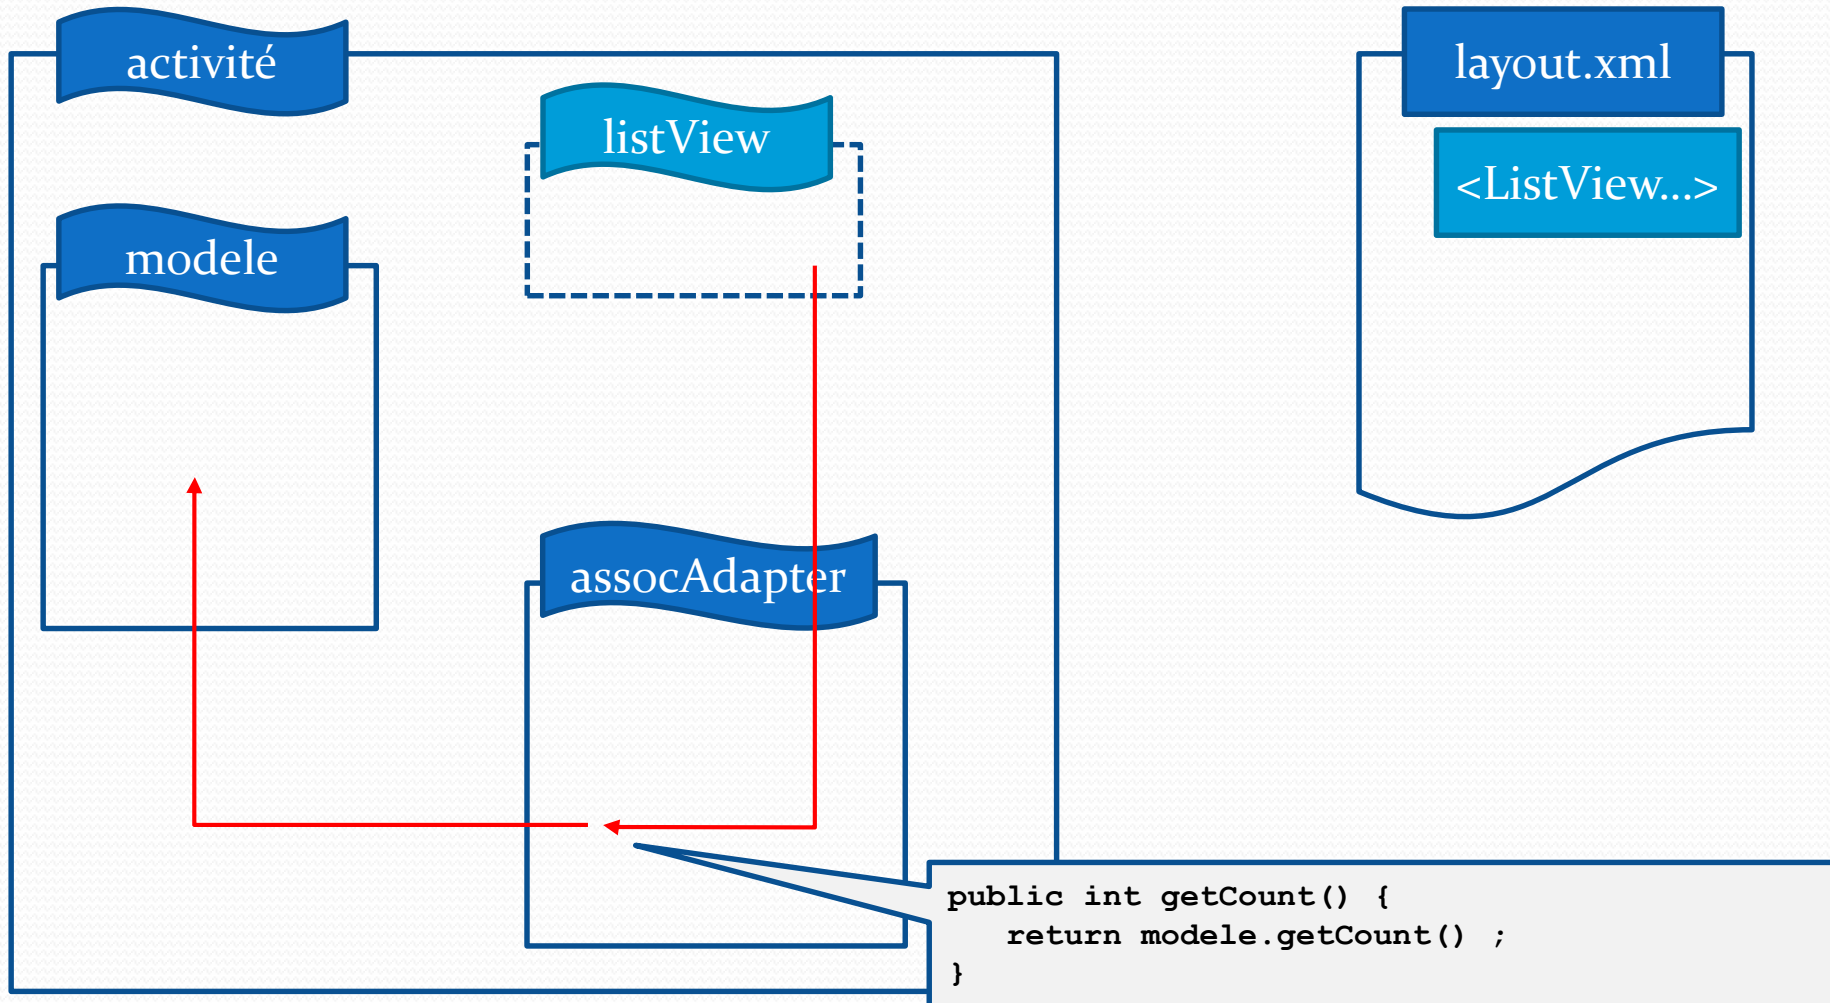 activité
layout.xml
listView
<ListView...>
modele
assocAdapter
public int getCount() {
   return modele.getCount() ;
}